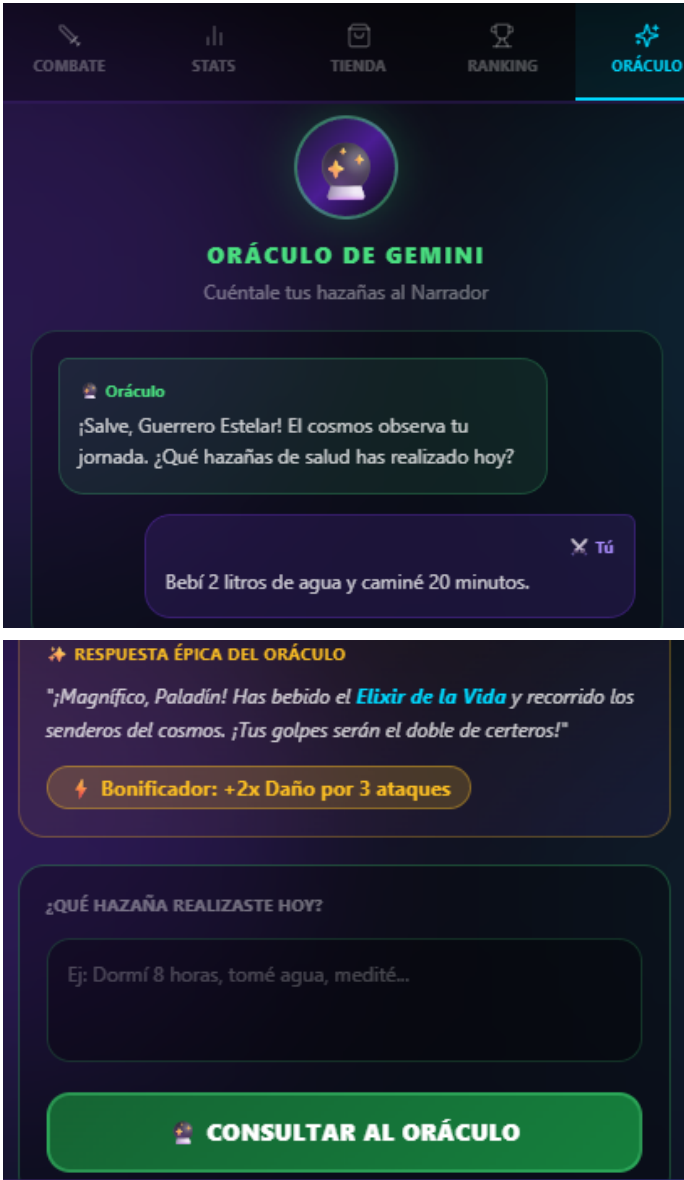 COMBATE
STATS
TIENDA
RANKING
ORÁCULO
ORÁCULO DE GEMINI
Cuéntale tus hazañas al Narrador
Oráculo
¡Salve, Guerrero Estelar! El cosmos observa tu
jornada. ¿Qué hazañas de salud has realizado hoy?
Tú
Bebí 2 litros de agua y caminé 20 minutos.
RESPUESTA ÉPICA DEL ORÁCULO
"¡Magnífico, Paladín! Has bebido el Elixir de la Vida y recorrido los
senderos del cosmos. ¡Tus golpes serán el doble de certeros!"
Bonificador: +2x Daño por 3 ataques
¿QUÉ HAZAÑA REALIZASTE HOY?
Ej: Dormí 8 horas, tomé agua, medité...
CONSULTAR AL ORÁCULO